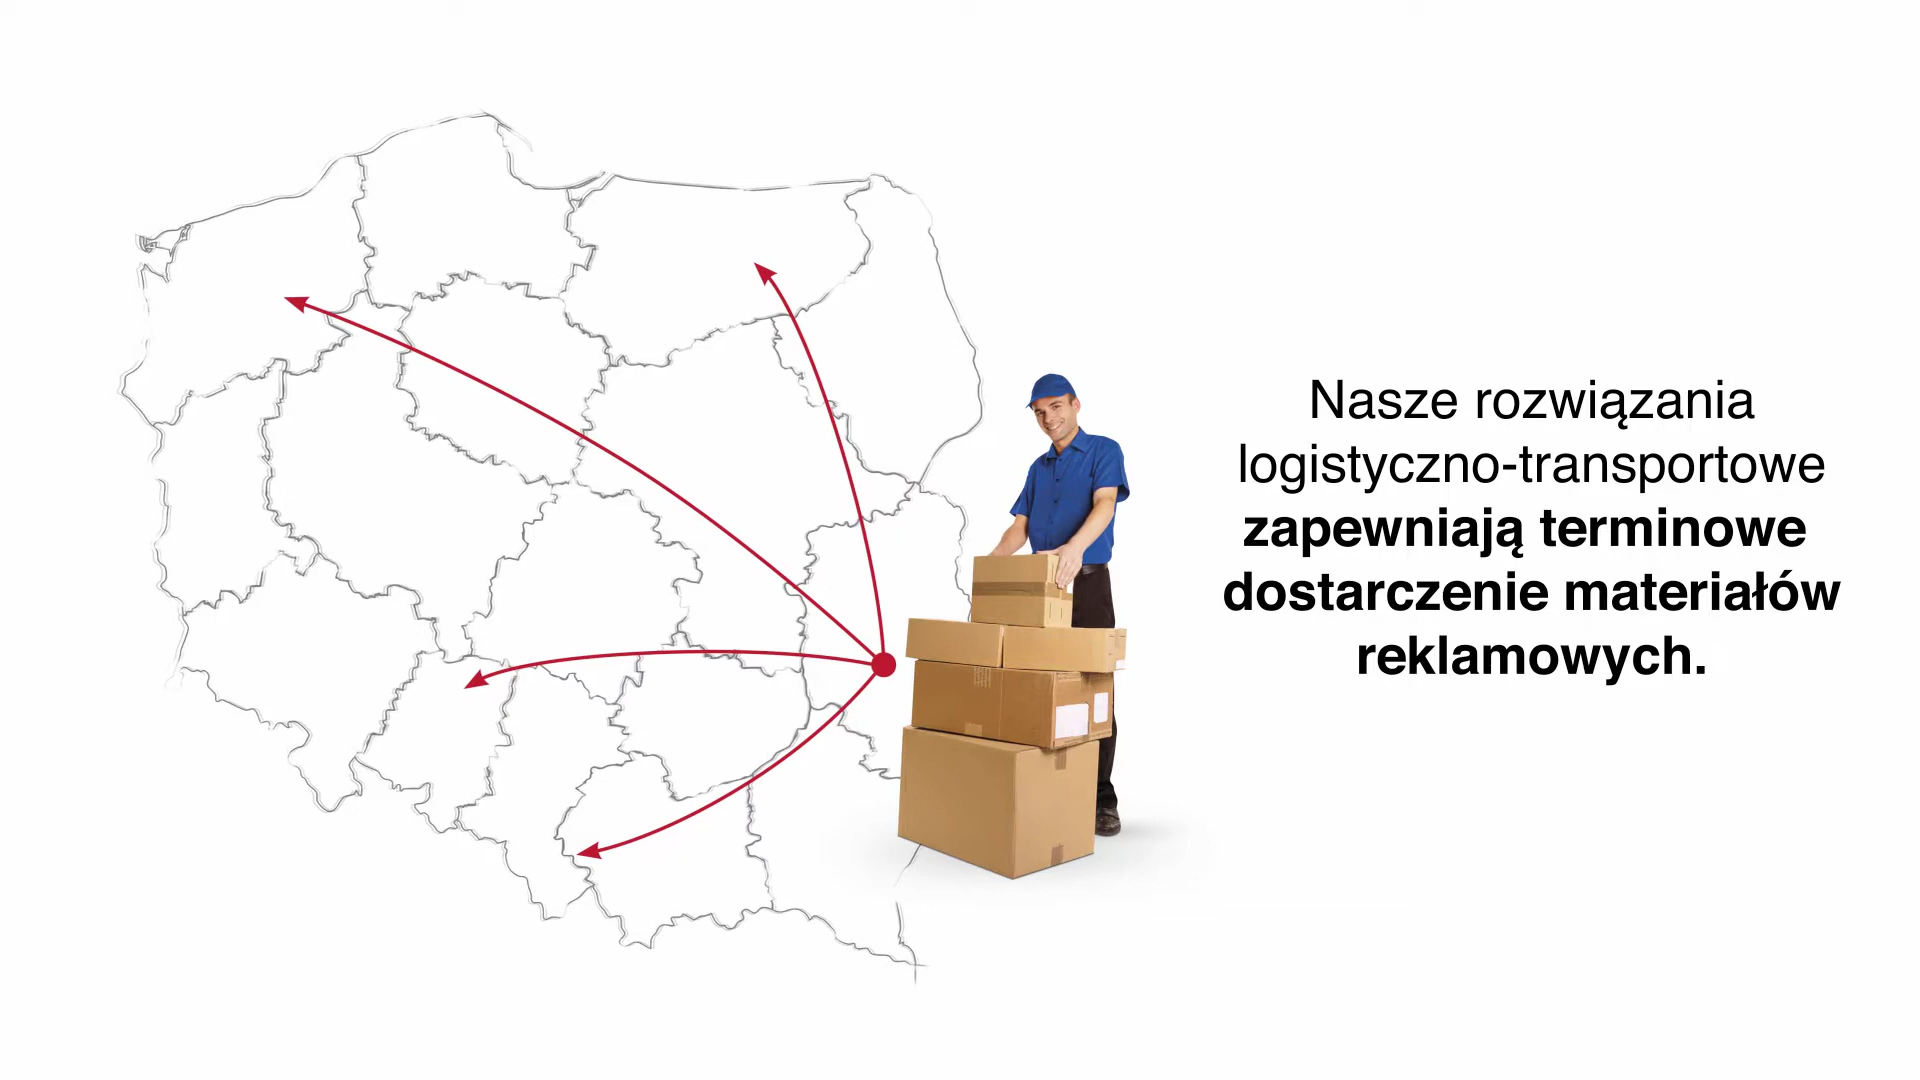 Nasze rozwiązania
logistyczno-transportowe
zapewniają terminowe
dostarczenie materiałów
reklamowych.